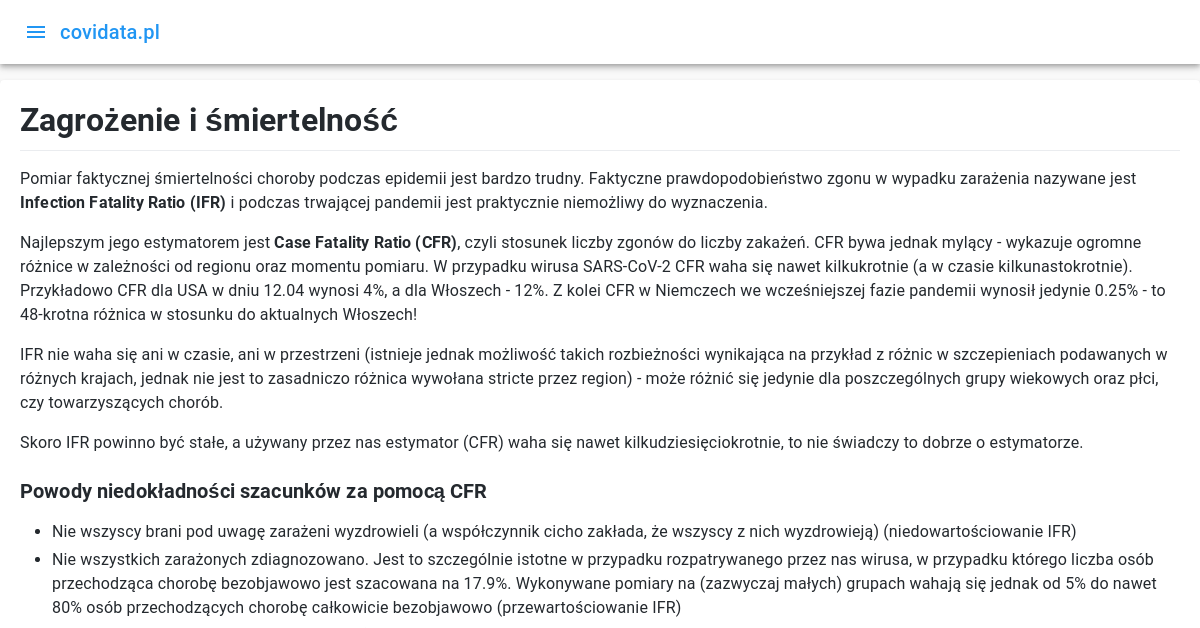 covidata.pl
Zagrożenie i śmiertelność
Pomiar faktycznej śmiertelności choroby podczas epidemii jest bardzo trudny. Faktyczne prawdopodobieństwo zgonu w wypadku zarażenia nazywane jest
Infection Fatality Ratio (IFR) i podczas trwającej pandemii jest praktycznie niemożliwy do wyznaczenia.
Najlepszym jego estymatorem jest Case Fatality Ratio (CFR), czyli stosunek liczby zgonów do liczby zakażeń. CFR bywa jednak mylący - wykazuje ogromne
różnice w zależności od regionu oraz momentu pomiaru. W przypadku wirusa SARS-CoV-2 CFR waha się nawet kilkukrotnie (a w czasie kilkunastokrotnie).
Przykładowo CFR dla USA w dniu 12.04 wynosi 4%, a dla Włoszech - 12%. Z kolei CFR w Niemczech we wcześniejszej fazie pandemii wynosił jedynie 0.25% - to
48-krotna różnica w stosunku do aktualnych Włoszech!
IFR nie waha się ani w czasie, ani w przestrzeni (istnieje jednak możliwość takich rozbieżności wynikająca na przykład z różnic w szczepieniach podawanych w
różnych krajach, jednak nie jest to zasadniczo różnica wywołana stricte przez region) - może różnić się jedynie dla poszczególnych grupy wiekowych oraz płci,
czy towarzyszących chorób.
Skoro IFR powinno być stałe, a używany przez nas estymator (CFR) waha się nawet kilkudziesięciokrotnie, to nie świadczy to dobrze o estymatorze.
Powody niedokładności szacunków za pomocą CFR
• Nie wszyscy brani pod uwagę zarażeni wyzdrowieli (a współczynnik cicho zakłada, że wszyscy z nich wyzdrowieją) (niedowartościowanie IFR)
• Nie wszystkich zarażonych zdiagnozowano. Jest to szczególnie istotne w przypadku rozpatrywanego przez nas wirusa, w przypadku którego liczba osób
przechodząca chorobę bezobjawowo jest szacowana na 17.9%. Wykonywane pomiary na (zazwyczaj małych) grupach wahają się jednak od 5% do nawet
80% osób przechodzących chorobę całkowicie bezobjawowo (przewartościowanie IFR)